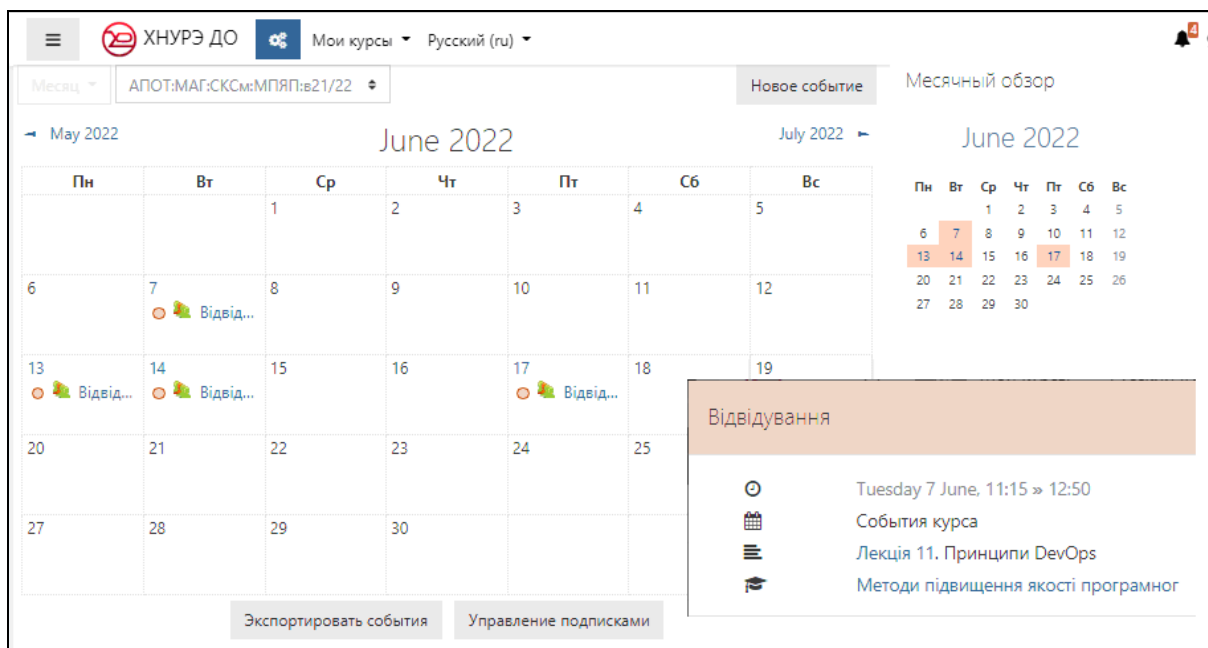 ХНУРЭ ДО Мои курсы Русский (ru) 4
Месяц АПОТ:МАГ:СКСм:МПЯП:в21/22 Новое событие
May 2022 June 2022 July 2022
Пн Вт Ср Чт Пт Сб Вс
1 2 3 4 5
6 7 8 9 10 11 12
Відвід...
13 14 15 16 17 18 19
Відвід... Відвід... Відвід...
20 21 22 23 24 25
27 28 29 30
Экспортировать события Управление подписками
Месячный обзор
June 2022
Пн Вт Ср Чт Пт Сб Вс
1 2 3 4 5
6 7 8 9 10 11 12
13 14 15 16 17 18 19
20 21 22 23 24 25 26
27 28 29 30
Відвідування
Tuesday 7 June, 11:15 » 12:50
События курса
Лекція 11. Принципи DevOps
Методи підвищення якості програмног